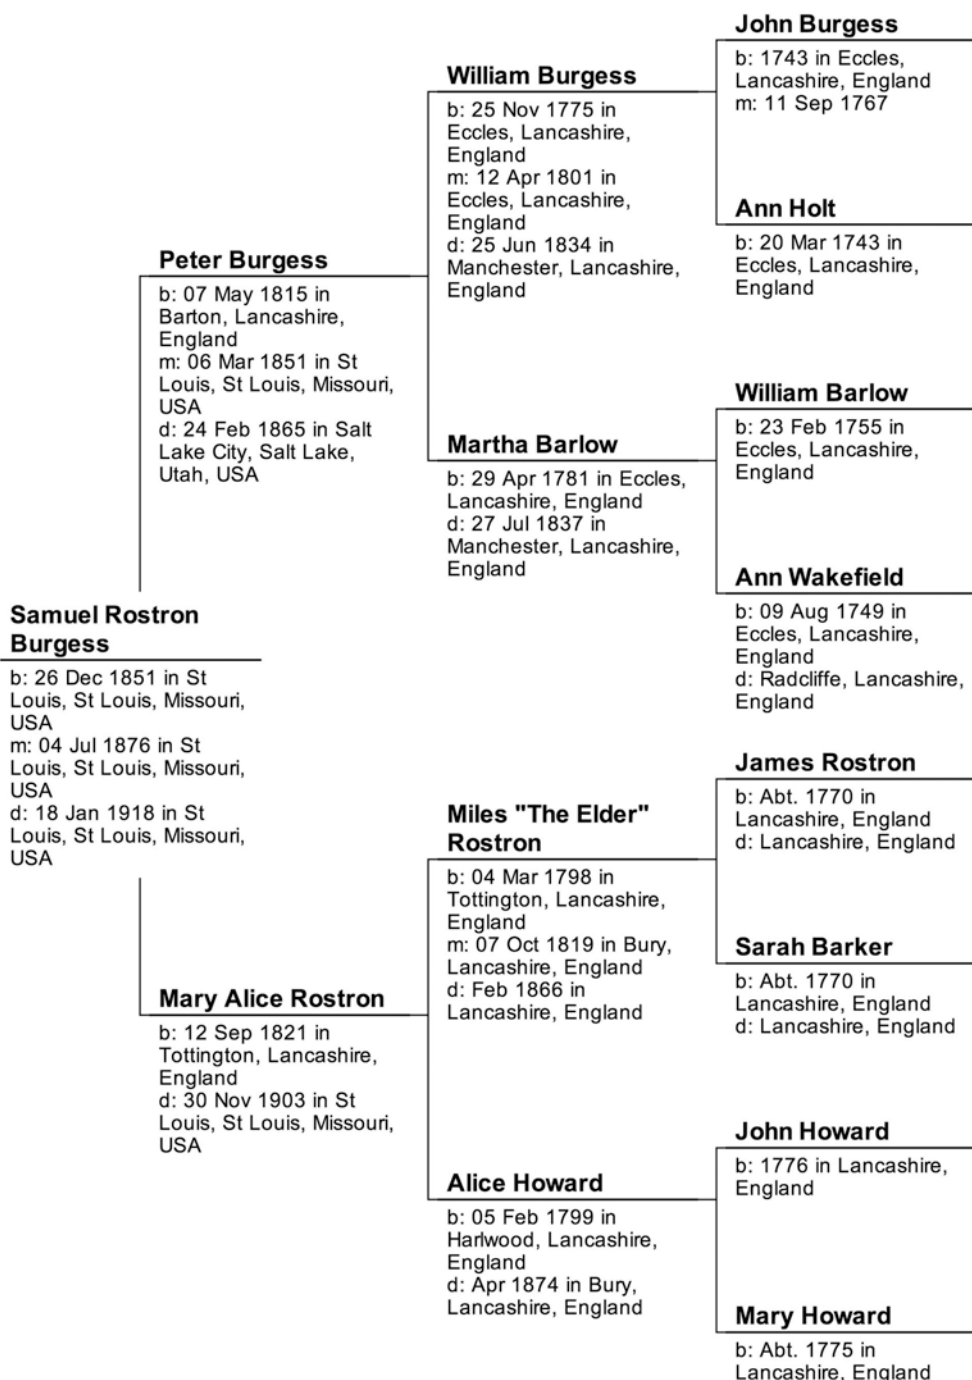 John Burgess
b: 1743 in Eccles,
Lancashire, England
m: 11 Sep 1767
William Burgess
b: 25 Nov 1775 in
Eccles, Lancashire,
England
m: 12 Apr 1801 in
Eccles, Lancashire,
England
d: 25 Jun 1834 in
Manchester, Lancashire,
England
Ann Holt
b: 20 Mar 1743 in
Eccles, Lancashire,
England
Peter Burgess
b: 07 May 1815 in
Barton, Lancashire,
England
m: 06 Mar 1851 in St
Louis, St Louis, Missouri,
USA
d: 24 Feb 1865 in Salt
Lake City, Salt Lake,
Utah, USA
William Barlow
b: 23 Feb 1755 in
Eccles, Lancashire,
England
Martha Barlow
b: 29 Apr 1781 in Eccles,
Lancashire, England
d: 27 Jul 1837 in
Manchester, Lancashire,
England
Ann Wakefield
b: 09 Aug 1749 in
Eccles, Lancashire,
England
d: Radcliffe, Lancashire,
England
Samuel Rostron
Burgess
b: 26 Dec 1851 in St
Louis, St Louis, Missouri,
USA
m: 04 Jul 1876 in St
Louis, St Louis, Missouri,
USA
d: 18 Jan 1918 in St
Louis, St Louis, Missouri,
USA
James Rostron
b: Abt. 1770 in
Lancashire, England
d: Lancashire, England
Miles "The Elder"
Rostron
b: 04 Mar 1798 in
Tottington, Lancashire,
England
m: 07 Oct 1819 in Bury,
Lancashire, England
d: Feb 1866 in
Lancashire, England
Sarah Barker
b: Abt. 1770 in
Lancashire, England
d: Lancashire, England
Mary Alice Rostron
b: 12 Sep 1821 in
Tottington, Lancashire,
England
d: 30 Nov 1903 in St
Louis, St Louis, Missouri,
USA
John Howard
b: 1776 in Lancashire,
England
Alice Howard
b: 05 Feb 1799 in
Harlwood, Lancashire,
England
d: Apr 1874 in Bury,
Lancashire, England
Mary Howard
b: Abt. 1775 in
Lancashire, England